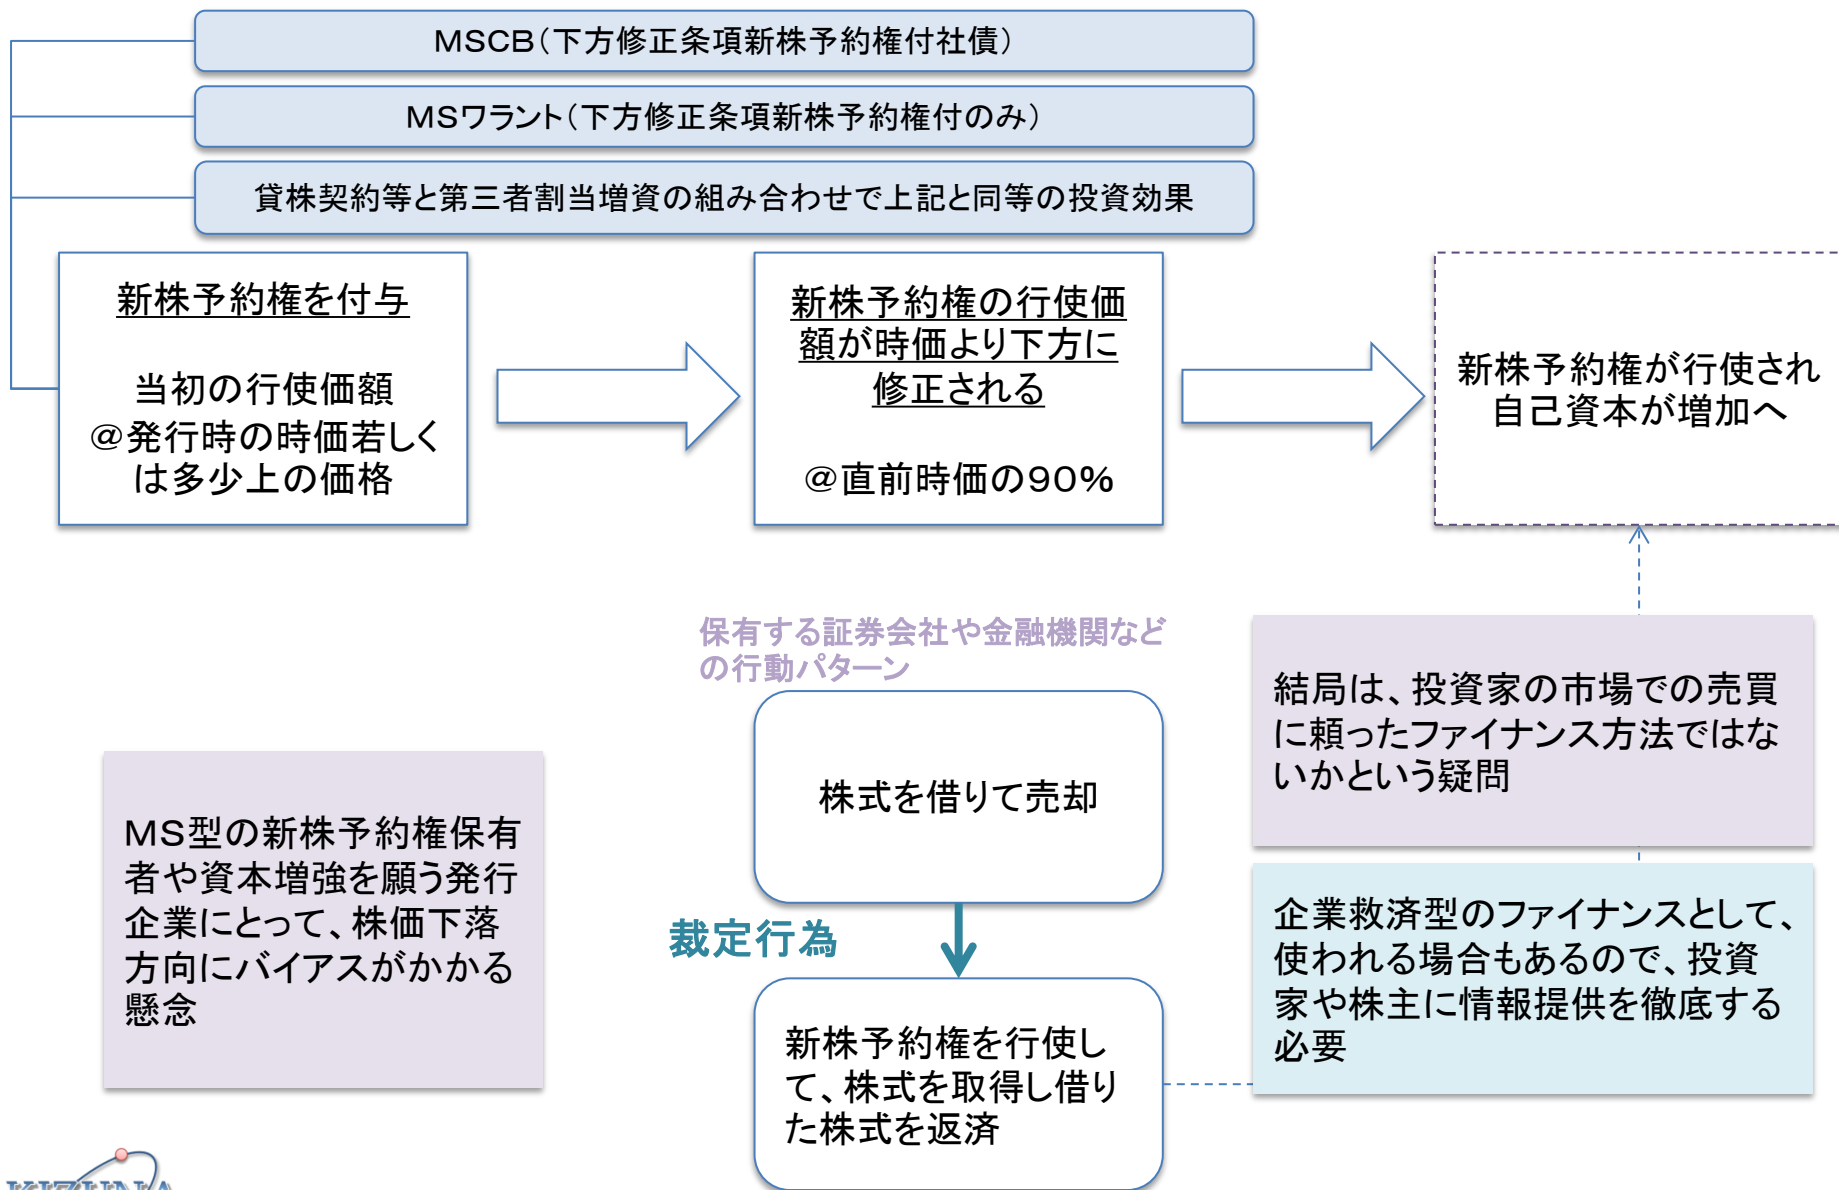 MSCB（下方修正条項新株予約権付社債）
MSワラント（下方修正条項新株予約権付のみ）
貸株契約等と第三者割当増資の組み合わせで上記と同等の投資効果
新株予約権を付与
当初の行使価額
＠発行時の時価若しく
は多少上の価格
新株予約権の行使価
額が時価より下方に
修正される
＠直前時価の90％
新株予約権が行使され
自己資本が増加へ
保有する証券会社や金融機関など
の行動パターン
株式を借りて売却
裁定行為
新株予約権を行使し
て、株式を取得し借り
た株式を返済
結局は、投資家の市場での売買
に頼ったファイナンス方法ではな
いかという疑問
企業救済型のファイナンスとして、
使われる場合もあるので、投資
家や株主に情報提供を徹底する
必要
MS型の新株予約権保有
者や資本増強を願う発行
企業にとって、株価下落
方向にバイアスがかかる
懸念
KIZUNA